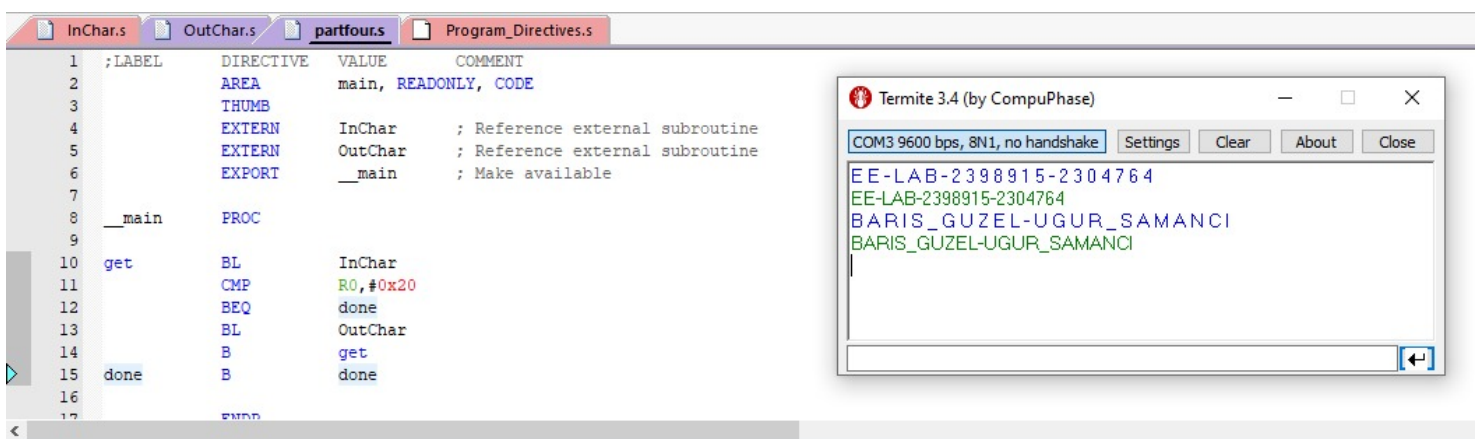 InChar.s OutChar.s partfour.s Program_Directives.s
1 ;LABEL DIRECTIVE VALUE COMMENT
2 AREA main, READONLY, CODE
3 THUMB
4 EXTERN InChar ; Reference external subroutine
5 EXTERN OutChar ; Reference external subroutine
6 EXPORT __main ; Make available
7
8 __main PROC
9
10 get BL InChar
11 CMP R0,#0x20
12 BEQ done
13 BL OutChar
14 B get
15 done B done
16
17 ENDP
Termite 3.4 (by CompuPhase)
COM3 9600 bps, 8N1, no handshake Settings Clear About Close
EE-LAB-2398915-2304764
EE-LAB-2398915-2304764
BARIS_GUZEL-UGUR_SAMANCI
BARIS_GUZEL-UGUR_SAMANCI